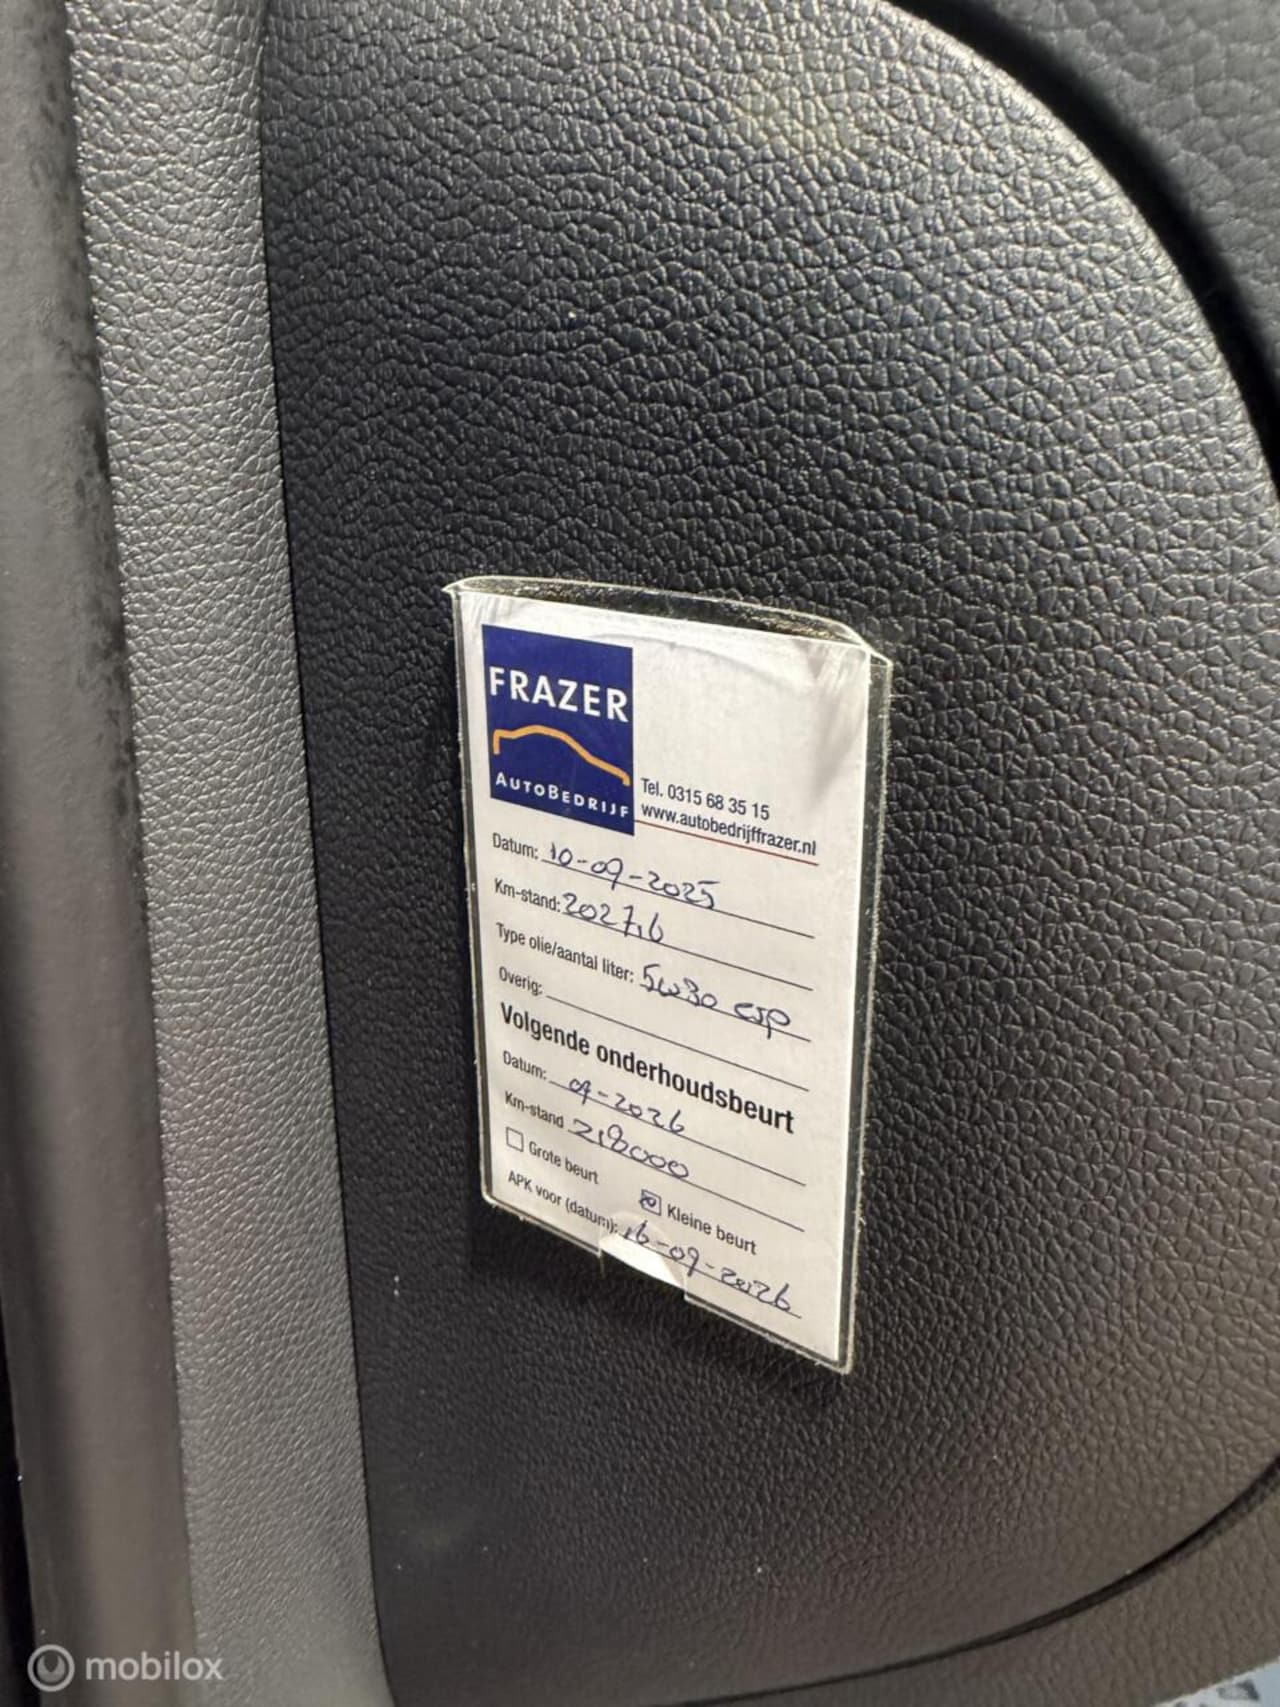 FRAZER
AUTOBEDRIJF
Tel. 0315 68 35 15
www.autobedrijffrazer.nl
Datum: 10-09-2025
Km-stand: 202716
Type olie/aantal liter: 5w30 esp
Overig:
Volgende onderhoudsbeurt
Datum: 09-2026
Km-stand 218000
Grote beurt
Kleine beurt
APK voor (datum): 16-09-2026
mobilox